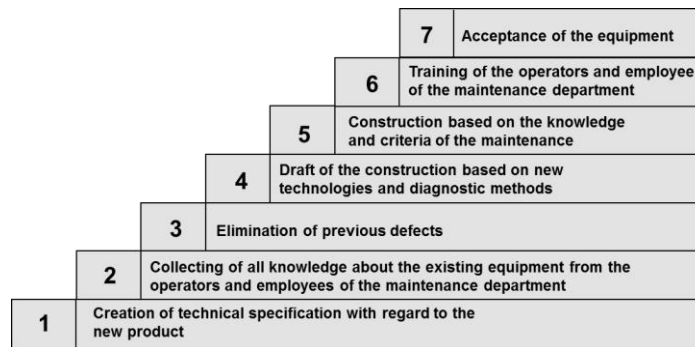 7 Acceptance of the equipment
6 Training of the operators and employee
of the maintenance department
5 Construction based on the knowledge
and criteria of the maintenance
4 Draft of the construction based on new
technologies and diagnostic methods
3 Elimination of previous defects
2 Collecting of all knowledge about the existing equipment from the
operators and employees of the maintenance department
1 Creation of technical specification with regard to the
new product